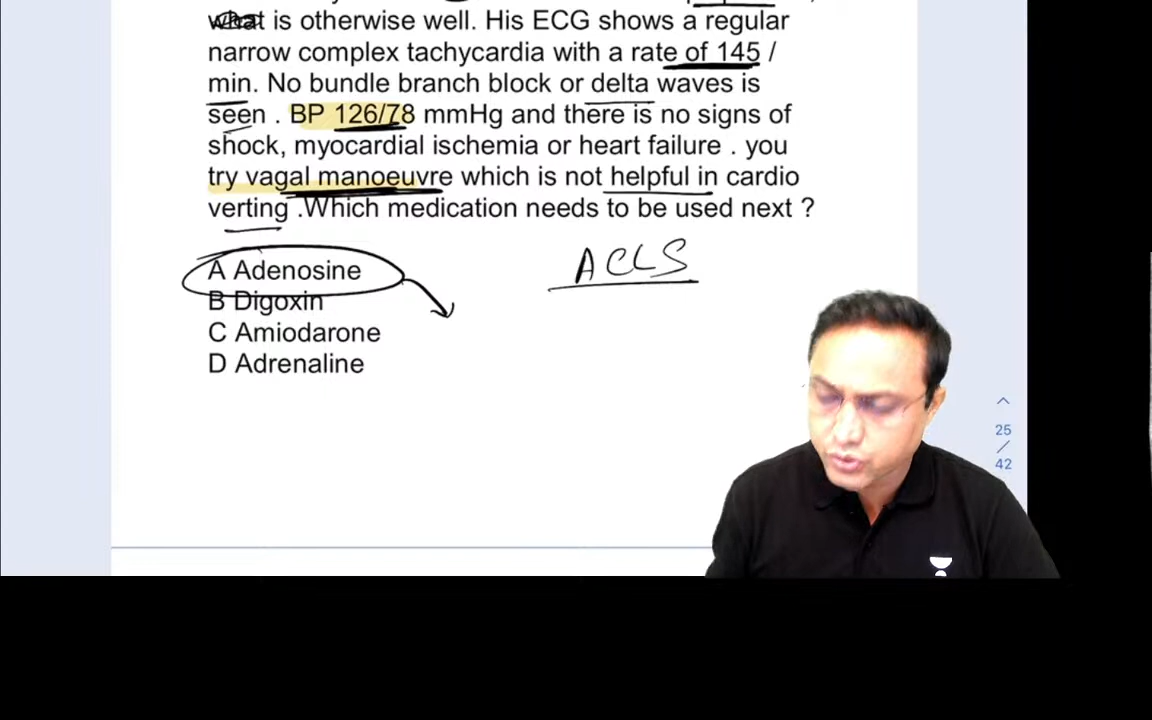 is otherwise well. His ECG shows a regular
narrow complex tachycardia with a rate of 145 /
min. No bundle branch block or delta waves is
seen . BP 126/78 mmHg and there is no signs of
shock, myocardial ischemia or heart failure . you
try vagal manoeuvre which is not helpful in cardio
verting .Which medication needs to be used next ?
ACLS
A Adenosine
B Digoxin
C Amiodarone
D Adrenaline
25
/
42